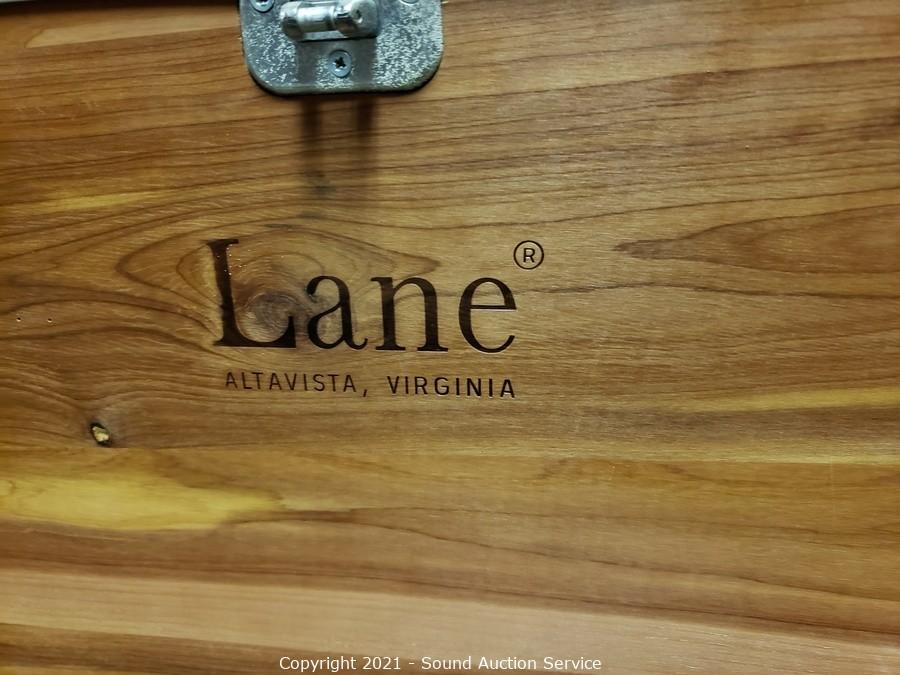 Lane®
ALTAVISTA, VIRGINIA
Copyright 2021 - Sound Auction Service